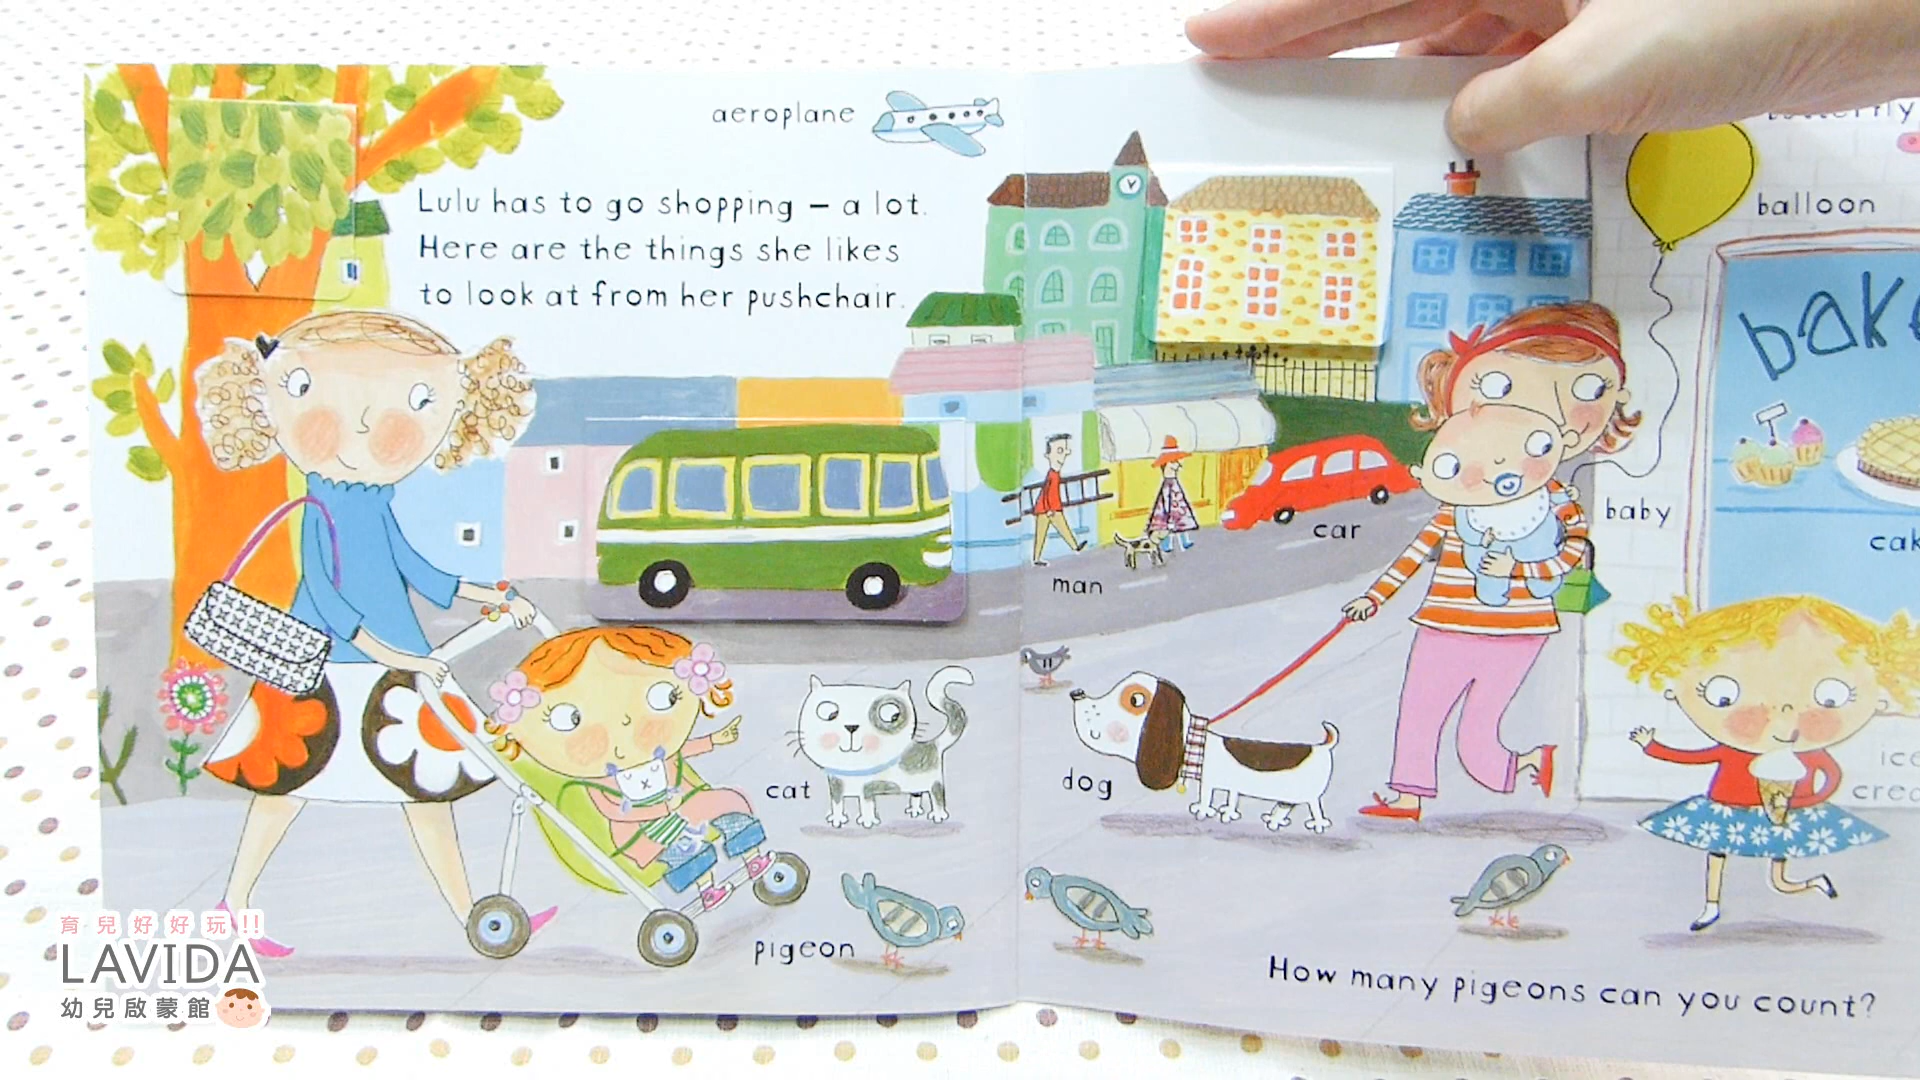 aeroplane
Lulu has to go shopping – a lot.
Here are the things she likes
to look at from her pushchair.
balloon
bake
baby
car
man
cat
dog
pigeon
How many pigeons can you count?
育兒好好玩!!
LAVIDA
幼兒啟蒙館